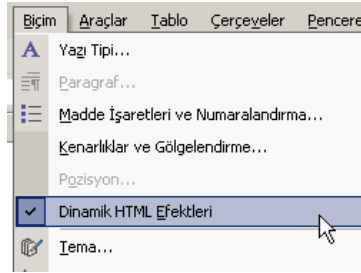 Biçim Araçlar Tablo Çerçeveler Pencere
Yazı Tipi...
Paragraf...
Madde İşaretleri ve Numaralandırma...
Kenarlıklar ve Gölgelendirme...
Pozisyon...
Dinamik HTML Efektleri
Tema...